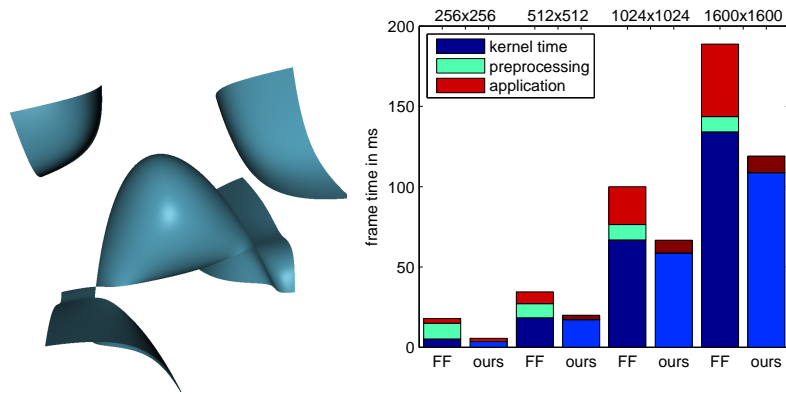 256x256 512x512 1024x1024 1600x1600
200
kernel time
preprocessing
application
150
100
50
0
frame time in ms
FF ours FF ours FF ours FF ours